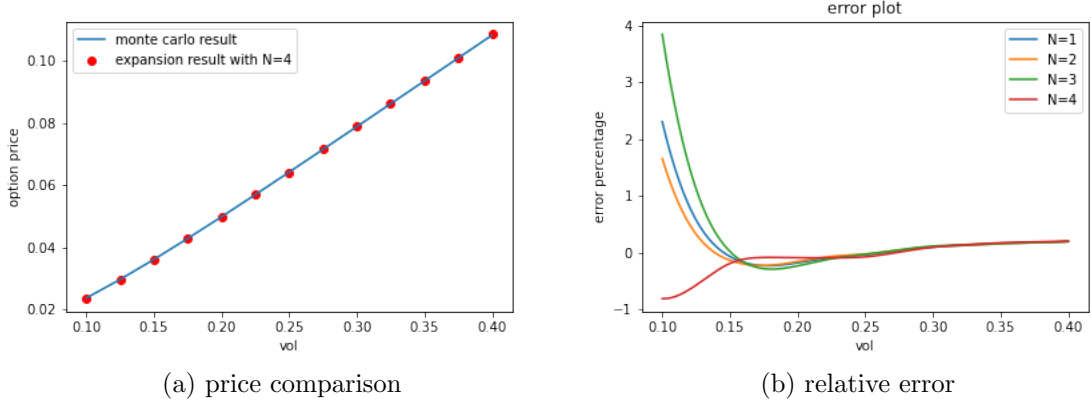 monte carlo result
expansion result with N=4
option price
0.10
0.08
0.06
0.04
0.02
0.10 0.15 0.20 0.25 0.30 0.35 0.40
vol
(a) price comparison
error plot
N=1
N=2
N=3
N=4
error percentage
4
3
2
1
0
−1
0.10 0.15 0.20 0.25 0.30 0.35 0.40
vol
(b) relative error